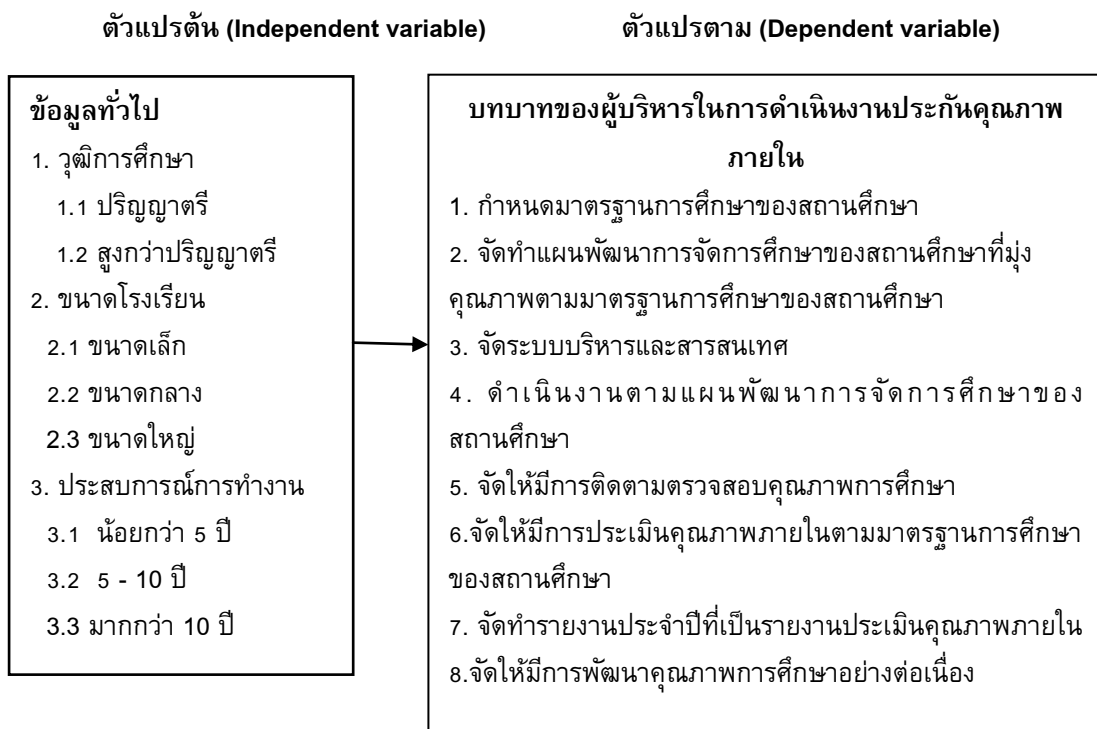 ตัวแปรต้น (Independent variable)
ตัวแปรตาม (Dependent variable)
ข้อมูลทั่วไป
1. วุฒิการศึกษา
1.1 ปริญญาตรี
1.2 สูงกว่าปริญญาตรี
2. ขนาดโรงเรียน
2.1 ขนาดเล็ก
2.2 ขนาดกลาง
2.3 ขนาดใหญ่
3. ประสบการณ์การทำงาน
3.1 น้อยกว่า 5 ปี
3.2 5 - 10 ปี
3.3 มากกว่า 10 ปี
บทบาทของผู้บริหารในการดำเนินงานประกันคุณภาพ
ภายใน
1. กำหนดมาตรฐานการศึกษาของสถานศึกษา
2. จัดทำแผนพัฒนาการจัดการศึกษาของสถานศึกษาที่มุ่ง
คุณภาพตามมาตรฐานการศึกษาของสถานศึกษา
3. จัดระบบบริหารและสารสนเทศ
4. ดำเนินงานตามแผนพัฒนาการจัดการศึกษาของ
สถานศึกษา
5. จัดให้มีการติดตามตรวจสอบคุณภาพการศึกษา
6.จัดให้มีการประเมินคุณภาพภายในตามมาตรฐานการศึกษา
ของสถานศึกษา
7. จัดทำรายงานประจำปีที่เป็นรายงานประเมินคุณภาพภายใน
8.จัดให้มีการพัฒนาคุณภาพการศึกษาอย่างต่อเนื่อง